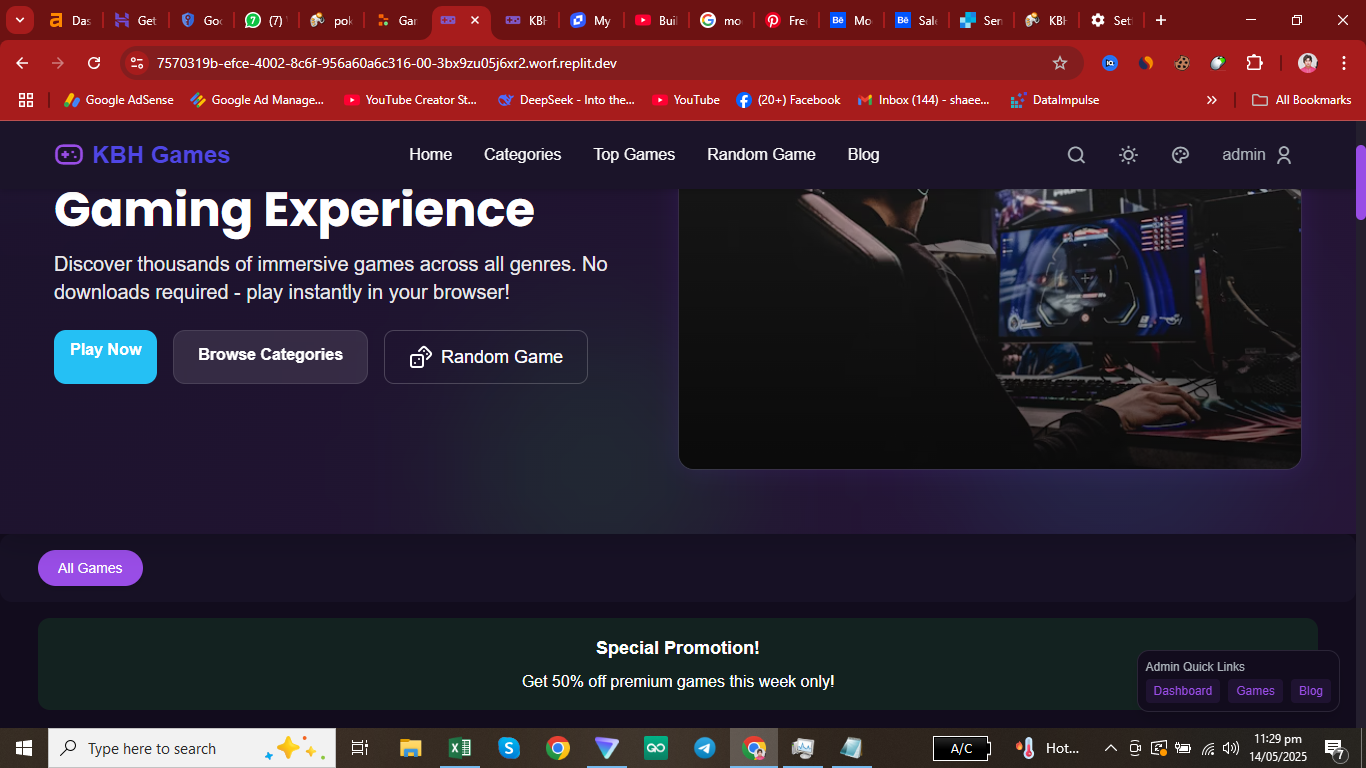 Das
Get
Goo
(7)
pok
Gar
KBH
My
Buil
mo
Free
Mo
Sale
Sen
KBH
Sett
7570319b-efce-4002-8c6f-956a60a6c316-00-3bx9zu05j6xr2.worf.replit.dev
Google AdSense
Google Ad Manage...
YouTube Creator St...
DeepSeek - Into the...
YouTube
(20+) Facebook
Inbox (144) - shaee...
DataImpulse
All Bookmarks
KBH Games
Home
Categories
Top Games
Random Game
Blog
admin
Gaming Experience
Discover thousands of immersive games across all genres. No
downloads required - play instantly in your browser!
Play Now
Browse Categories
Random Game
All Games
Special Promotion!
Get 50% off premium games this week only!
Admin Quick Links
Dashboard
Games
Blog
Type here to search
A/C
Hot...
11:29 pm
14/05/2025
7